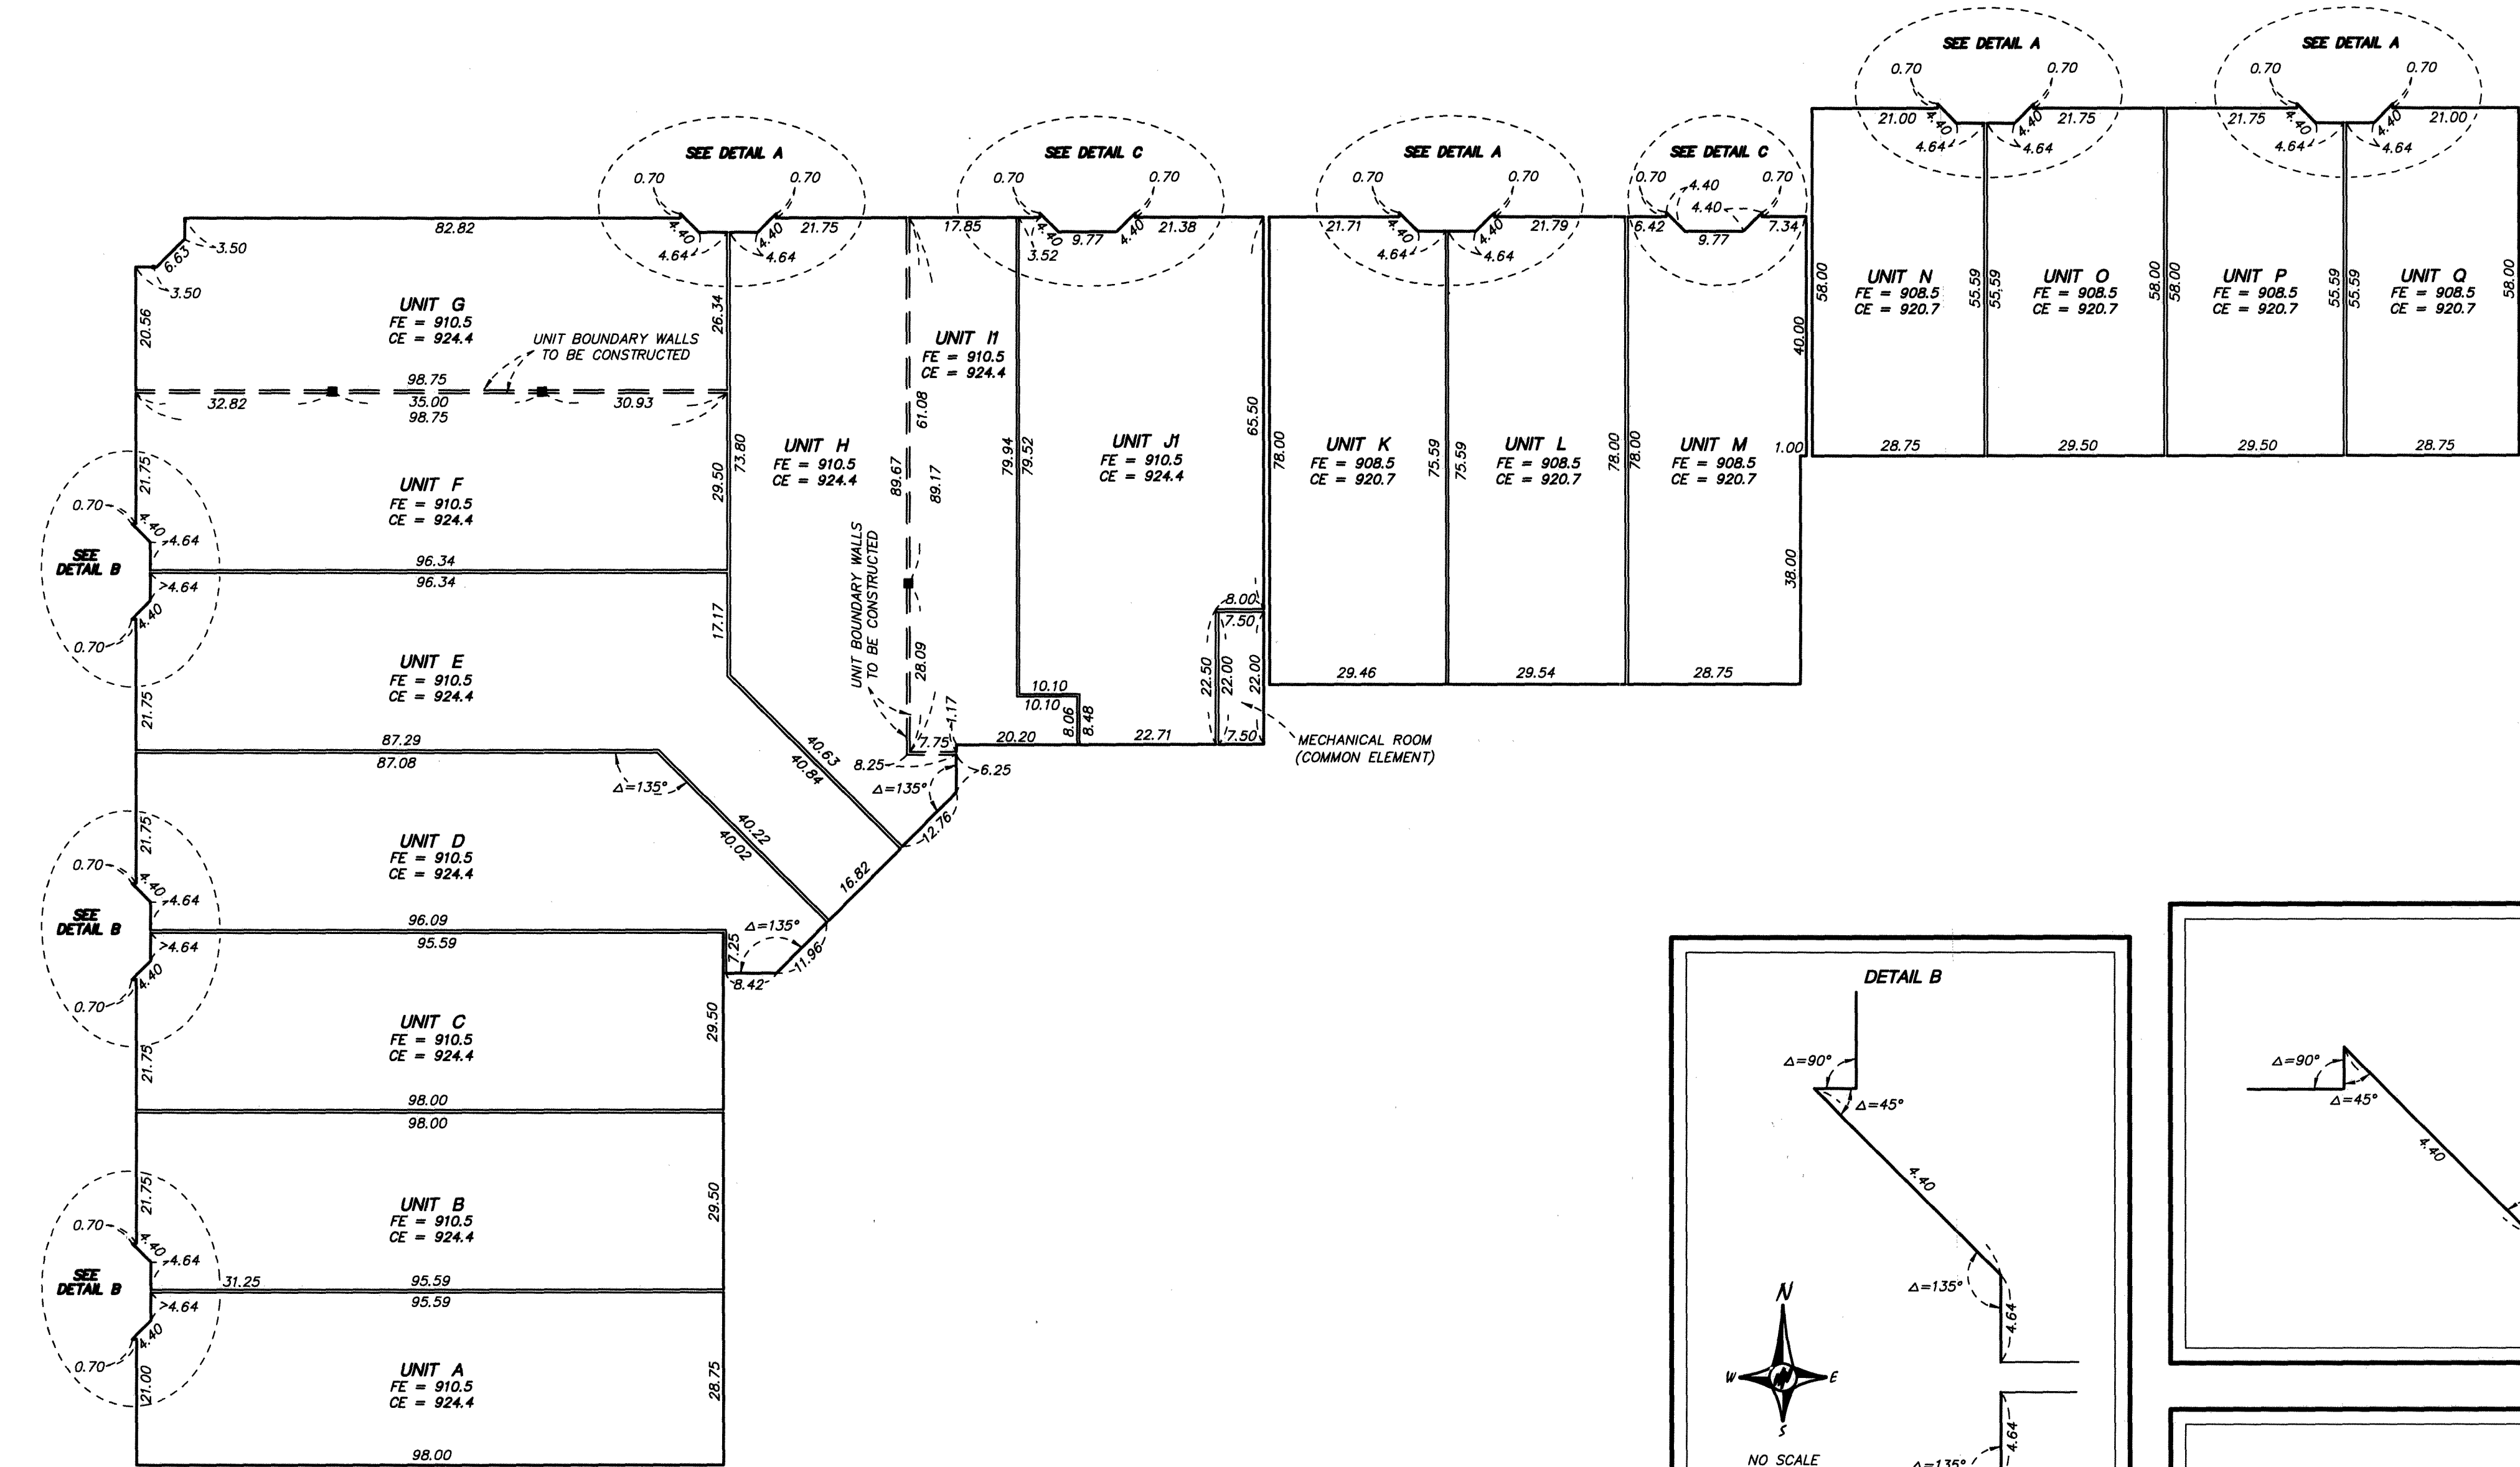 SEE DETAIL A
0.70
0.70
21.00
4.40
4.64
4.40
4.64
21.75
SEE DETAIL A
0.70
0.70
21.75
4.40
4.64
4.40
4.64
21.00
58.00
UNIT N
FE = 908.5
CE = 920.7
55.59
55.59
UNIT O
FE = 908.5
CE = 920.7
58.00
58.00
UNIT P
FE = 908.5
CE = 920.7
55.59
55.59
UNIT Q
FE = 908.5
CE = 920.7
58.00
28.75
29.50
29.50
28.75
SEE DETAIL A
0.70
0.70
82.82
4.40
4.64
4.40
4.64
21.75
SEE DETAIL C
0.70
0.70
17.85
3.52
4.40
9.77
4.40
21.38
SEE DETAIL A
0.70
0.70
21.71
4.40
4.64
4.40
4.64
21.79
SEE DETAIL C
0.70
4.40
0.70
4.40
6.42
9.77
7.34
3.50
6.63
3.50
20.56
UNIT G
FE = 910.5
CE = 924.4
UNIT BOUNDARY WALLS
TO BE CONSTRUCTED
26.34
98.75
32.82
35.00
30.93
98.75
21.75
UNIT F
FE = 910.5
CE = 924.4
29.50
73.80
UNIT H
FE = 910.5
CE = 924.4
UNIT I1
FE = 910.5
CE = 924.4
61.08
89.67
89.17
28.09
UNIT BOUNDARY WALLS
TO BE CONSTRUCTED
79.94
79.52
UNIT J1
FE = 910.5
CE = 924.4
65.50
78.00
UNIT K
FE = 908.5
CE = 920.7
75.59
75.59
UNIT L
FE = 908.5
CE = 920.7
78.00
78.00
UNIT M
FE = 908.5
CE = 920.7
40.00
1.00
38.00
29.46
29.54
28.75
8.00
7.50
22.50
22.00
22.00
10.10
10.10
8.06
8.48
1.17
7.75
20.20
22.71
7.50
8.25
6.25
MECHANICAL ROOM
(COMMON ELEMENT)
Δ=135°
12.76
0.70
4.40
4.64
SEE
DETAIL B
4.64
4.40
0.70
96.34
96.34
17.17
UNIT E
FE = 910.5
CE = 924.4
21.75
87.29
87.08
Δ=135°
40.63
40.84
40.22
40.02
16.82
21.75
UNIT D
FE = 910.5
CE = 924.4
0.70
4.40
4.64
SEE
DETAIL B
4.64
4.40
0.70
96.09
95.59
7.25
Δ=135°
11.96
8.42
UNIT C
FE = 910.5
CE = 924.4
21.75
29.50
98.00
98.00
21.75
UNIT B
FE = 910.5
CE = 924.4
29.50
0.70
4.40
4.64
SEE
DETAIL B
4.64
4.40
0.70
31.25
95.59
95.59
UNIT A
FE = 910.5
CE = 924.4
21.00
28.75
98.00
DETAIL B
Δ=90°
Δ=45°
4.40
Δ=135°
4.64
4.64
Δ=135°
N
W
E
S
NO SCALE
Δ=90°
Δ=45°
4.40